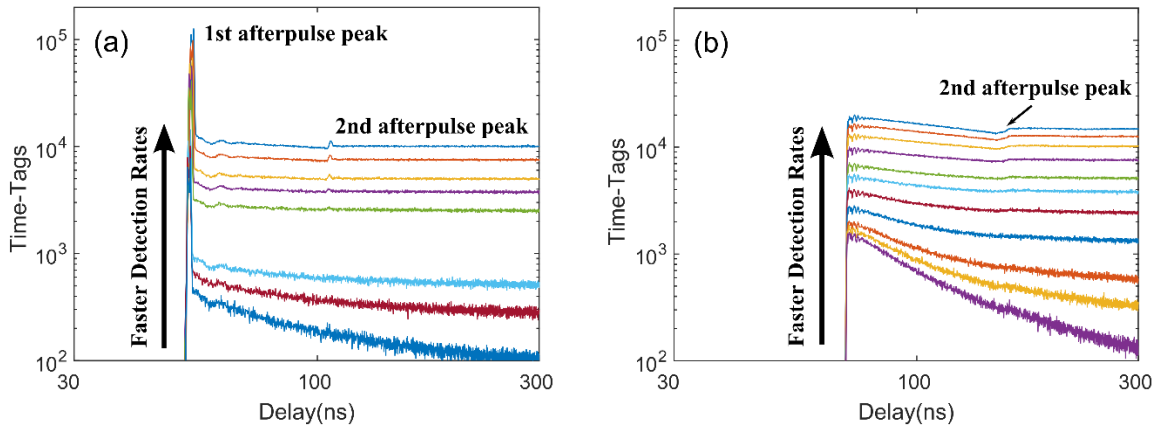 (a)
1st afterpulse peak
2nd afterpulse peak
Faster Detection Rates
Time-Tags
10^5
10^4
10^3
10^2
30
100
300
Delay(ns)
(b)
2nd afterpulse peak
Faster Detection Rates
Time-Tags
10^5
10^4
10^3
10^2
30
100
300
Delay(ns)